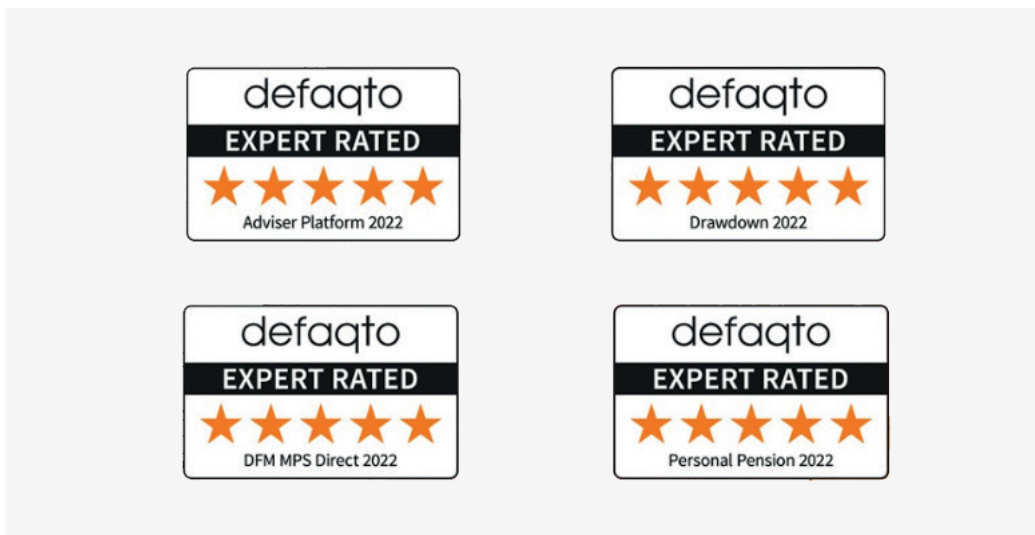 defaqto
EXPERT RATED
Adviser Platform 2022
defaqto
EXPERT RATED
Drawdown 2022
defaqto
EXPERT RATED
DFM MPS Direct 2022
defaqto
EXPERT RATED
Personal Pension 2022